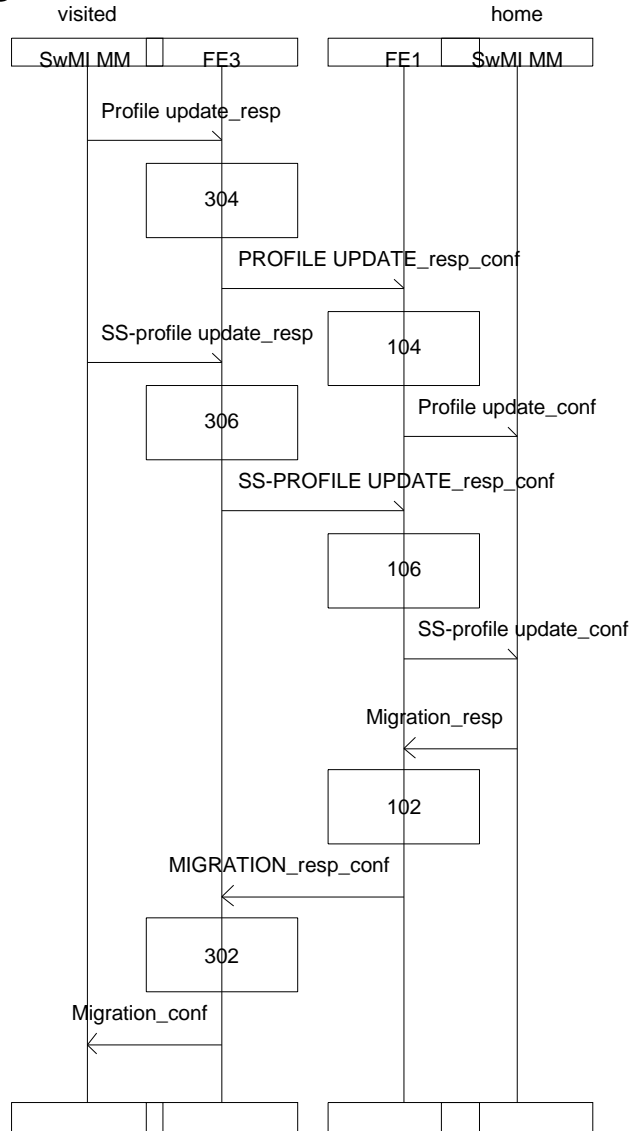 visited home
SwMI MM FE3 FE1 SwMI MM
Profile update_resp
304
PROFILE UPDATE_resp_conf
SS-profile update_resp
104
306
Profile update_conf
SS-PROFILE UPDATE_resp_conf
106
SS-profile update_conf
Migration_resp
102
MIGRATION_resp_conf
302
Migration_conf